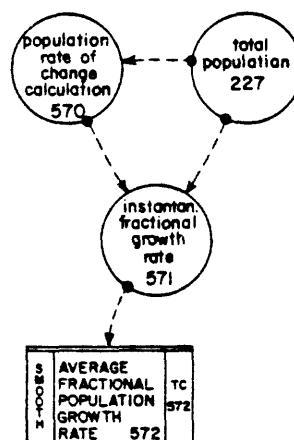 population
rate of
change
calculation
570
total
population
227
instantan.
fractional
growth
rate
571
SMOOTH
AVERAGE
FRACTIONAL
POPULATION
GROWTH
RATE 572
TC
572